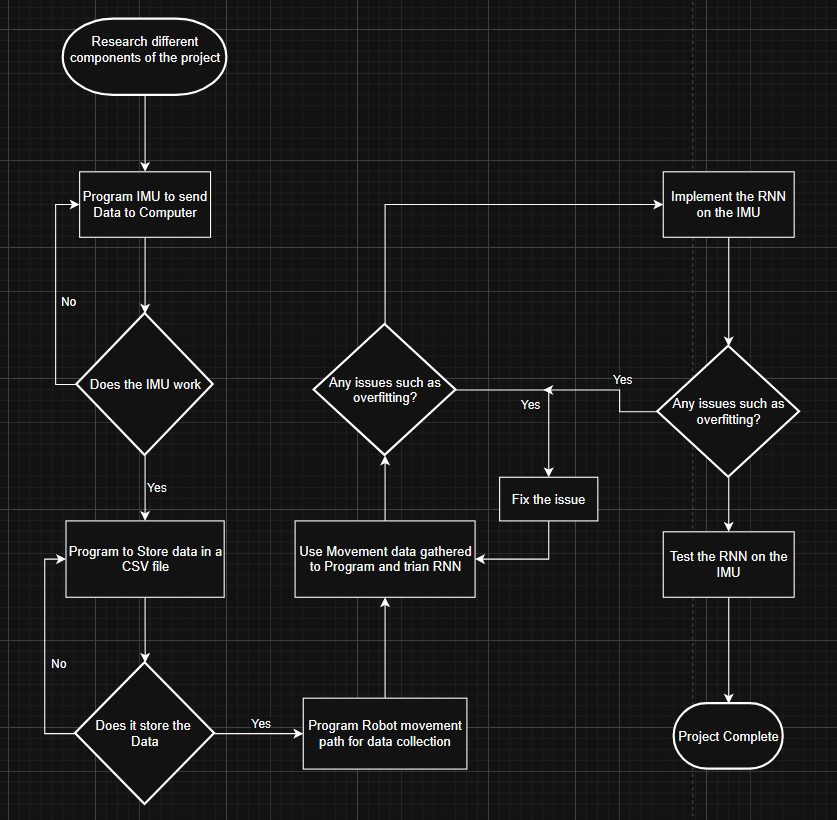 Research different
components of the project
Program IMU to send
Data to Computer
No
Does the IMU work
Yes
Program to Store data in a
CSV file
No
Does it store the
Data
Yes
Program Robot movement
path for data collection
Use Movement data gathered
to Program and trian RNN
Any issues such as
overfitting?
Yes
Fix the issue
Implement the RNN
on the IMU
Yes
Any issues such as
overfitting?
Test the RNN on the
IMU
Project Complete